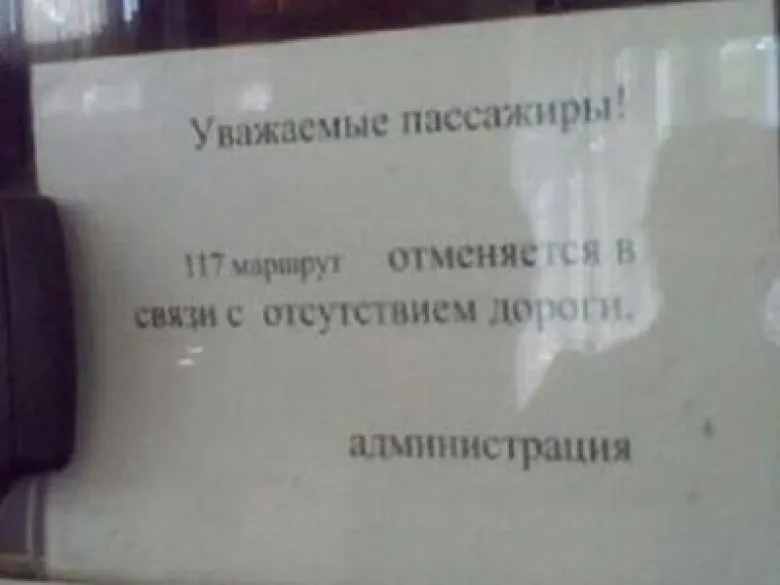 Уважаемые пассажиры!
117 маршрут отменяется в
связи с отсутствием дороги.
администрация